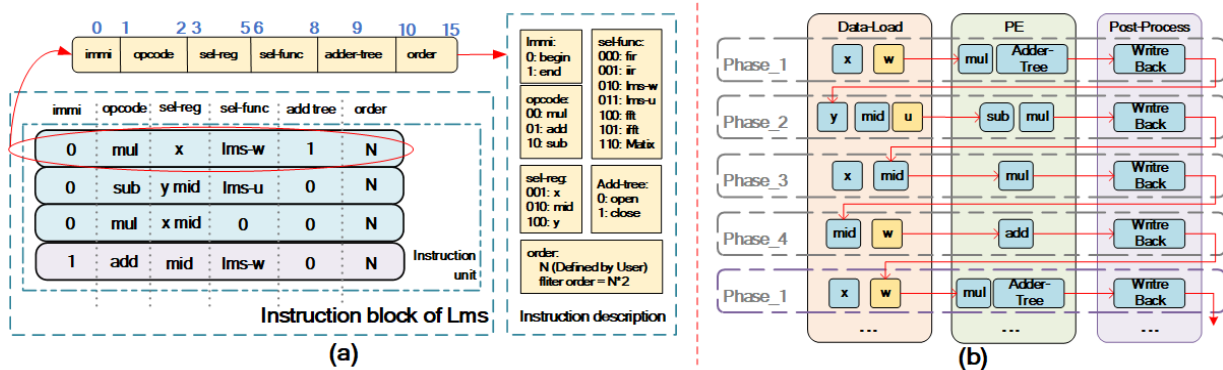 0 1 2 3 5 6 8 9 10 15
immi opcode sel-reg sel-func adder-tree order
immi opcode sel-reg sel-func add tree order
0 mul x lms-w 1 N
0 sub y mid lms-u 0 N
0 mul x mid 0 0 N
1 add mid lms-w 0 N
Instruction
unit
Instruction block of Lms
(a)
Immi:
0: begin
1: end
opcode:
00: mul
01: add
10: sub
sel-func:
000: fir
001: iir
010: lms-w
011: lms-u
100: fft
101: ifft
110: Matix
sel-reg:
001: x
010: mid
100: y
Add-tree:
0: open
1: close
order:
N (Defined by User)
fliter order = N*2
Instruction description
Data-Load PE Post-Process
Phase_1 x w mul Adder-
Tree Writre
Back
Phase_2 y mid u sub mul Writre
Back
Phase_3 x mid mul Writre
Back
Phase_4 mid w add Writre
Back
Phase_1 x w mul Adder-
Tree Writre
Back
... ... ...
(b)